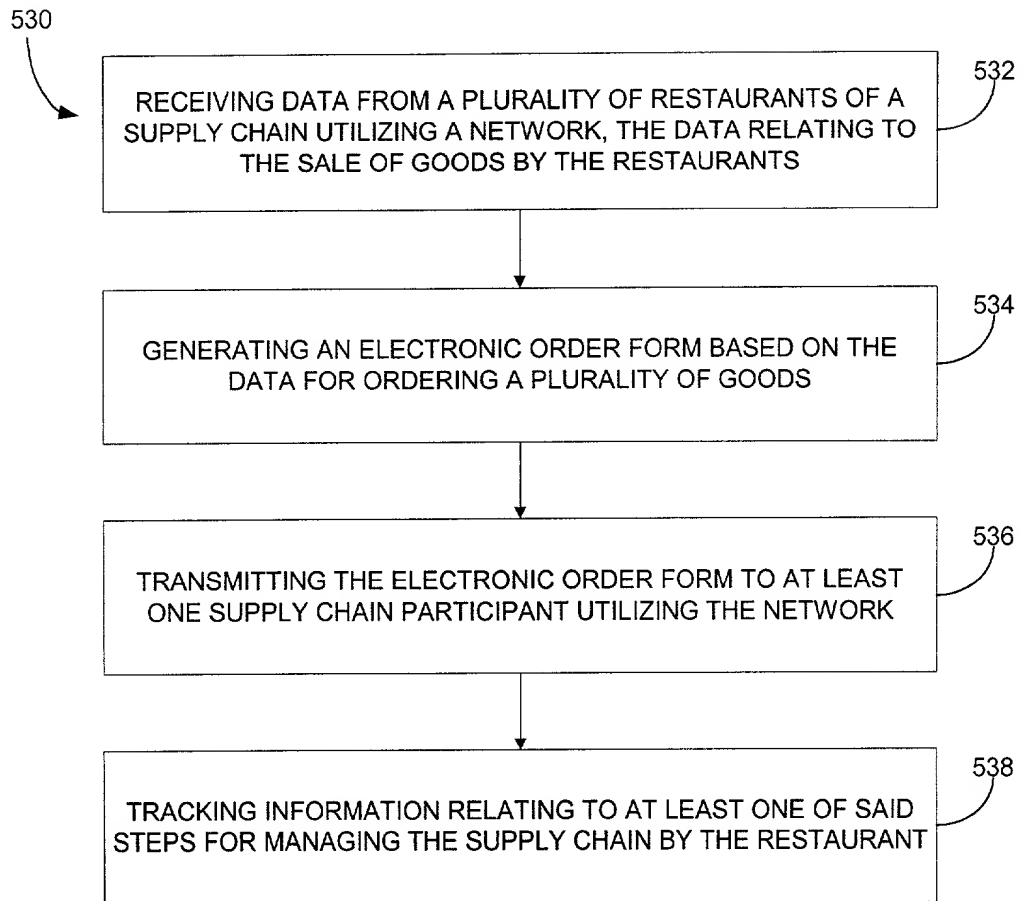 530
532
RECEIVING DATA FROM A PLURALITY OF RESTAURANTS OF A
SUPPLY CHAIN UTILIZING A NETWORK, THE DATA RELATING TO
THE SALE OF GOODS BY THE RESTAURANTS
534
GENERATING AN ELECTRONIC ORDER FORM BASED ON THE
DATA FOR ORDERING A PLURALITY OF GOODS
536
TRANSMITTING THE ELECTRONIC ORDER FORM TO AT LEAST
ONE SUPPLY CHAIN PARTICIPANT UTILIZING THE NETWORK
538
TRACKING INFORMATION RELATING TO AT LEAST ONE OF SAID
STEPS FOR MANAGING THE SUPPLY CHAIN BY THE RESTAURANT